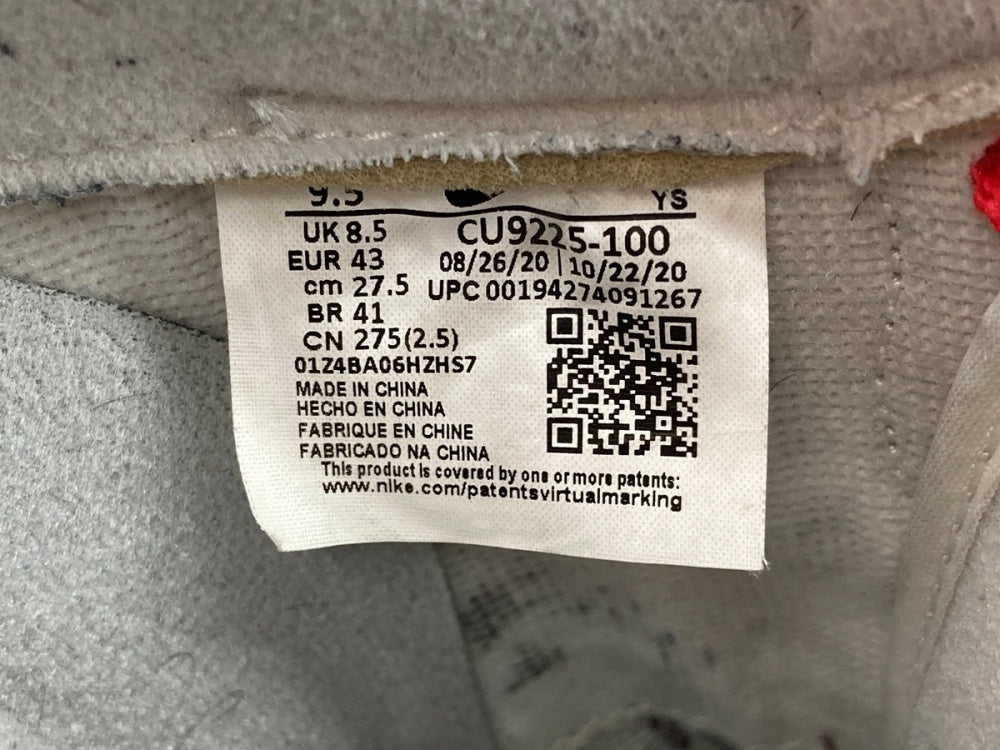 9.5 YS
UK 8.5 CU9225-100
EUR 43 08/26/20 | 10/22/20
cm 27.5 UPC 00194274091267
BR 41
CN 275(2.5)
01Z4BA06HZHS7
MADE IN CHINA
HECHO EN CHINA
FABRIQUE EN CHINE
FABRICADO NA CHINA
This product is covered by one or more patents:
www.nike.com/patentsvirtualmarking